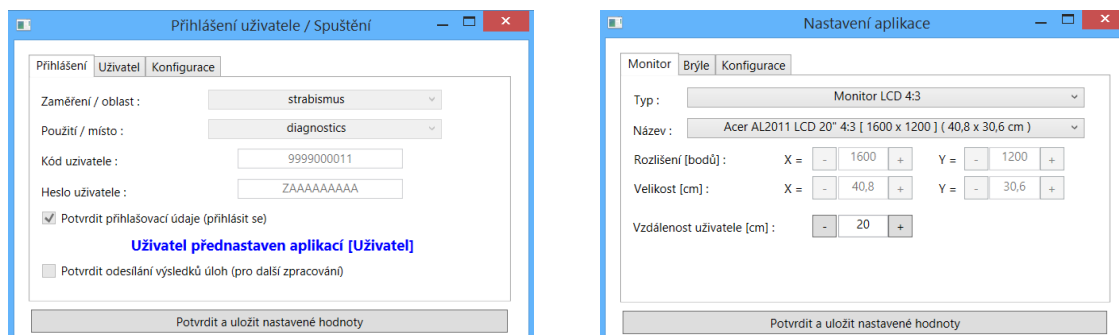 Přihlášení uživatele / Spuštění
Přihlášení Uživatel Konfigurace
Zaměření / oblast : strabismus
Použití / místo : diagnostics
Kód uzivatele : 9999000011
Heslo uživatele : ZAAAAAAAAA
Potvrdit přihlašovací údaje (přihlásit se)
Uživatel přednastaven aplikací [Uživatel]
Potvrdit odesílání výsledků úloh (pro další zpracování)
Potvrdit a uložit nastavené hodnoty
Nastavení aplikace
Monitor Brýle Konfigurace
Typ : Monitor LCD 4:3
Název : Acer AL2011 LCD 20" 4:3 [ 1600 x 1200 ] ( 40,8 x 30,6 cm )
Rozlišení [bodů] : X = - 1600 + Y = - 1200 +
Velikost [cm] : X = - 40,8 + Y = - 30,6 +
Vzdálenost uživatele [cm] : - 20 +
Potvrdit a uložit nastavené hodnoty